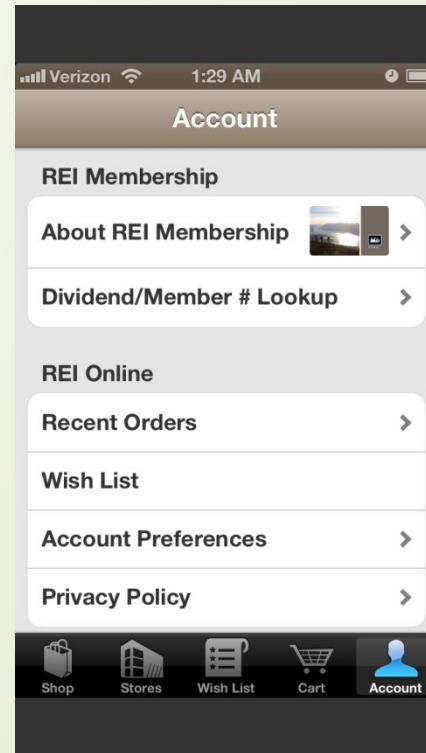 Verizon 1:29 AM
Account
REI Membership
About REI Membership
Dividend/Member # Lookup
REI Online
Recent Orders
Wish List
Account Preferences
Privacy Policy
Shop Stores Wish List Cart Account